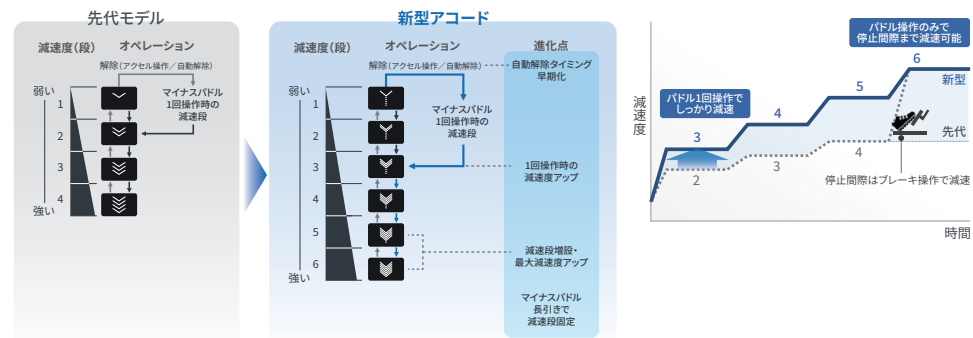 先代モデル
減速度(段)
オペレーション
解除(アクセル操作／自動解除)
弱い
1
2
3
4
強い
マイナスパドル
1回操作時の
減速段
新型アコード
減速度(段)
オペレーション
進化点
解除(アクセル操作／自動解除)
弱い
1
2
3
4
5
6
強い
マイナスパドル
1回操作時の
減速段
自動解除タイミング
早期化
1回操作時の
減速度アップ
減速段増設・
最大減速度アップ
マイナスパドル
長引きで
減速段固定
パドル操作のみで
停止間際まで減速可能
6
新型
パドル1回操作で
しっかり減速
5
4
3
減速度
先代
4
3
2
停止間際はブレーキ操作で減速
時間